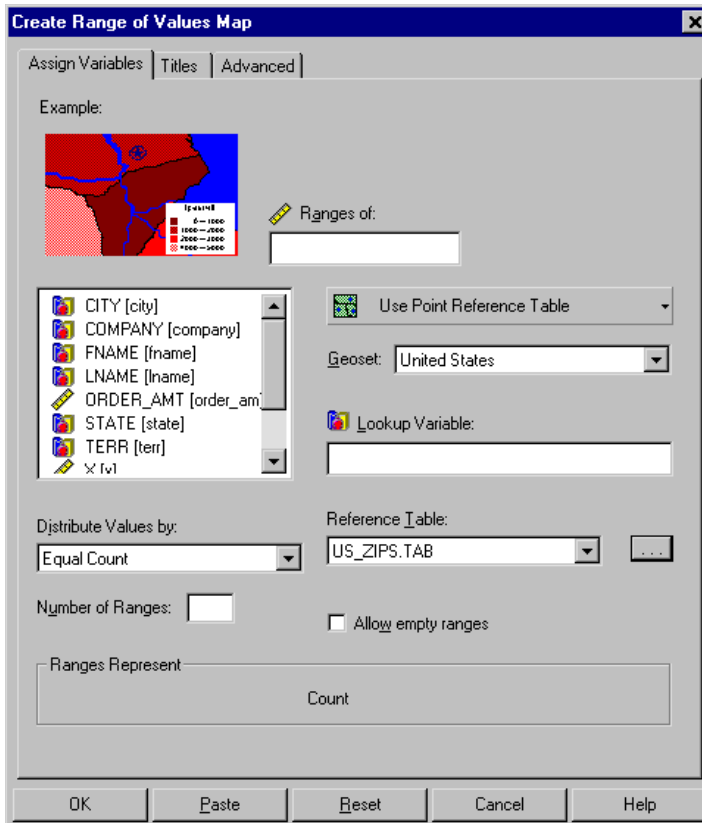 Create Range of Values Map
Assign Variables
Titles
Advanced
Example:
Ranges of:
CITY [city]
COMPANY [company]
FNAME [fname]
LNAME [lname]
ORDER_AMT [order_am
STATE [state]
TERR [terr]
Use Point Reference Table
Geoset:
United States
Lookup Variable:
Distribute Values by:
Equal Count
Reference Table:
US_ZIPS.TAB
...
Number of Ranges:
Allow empty ranges
Ranges Represent
Count
OK
Paste
Reset
Cancel
Help